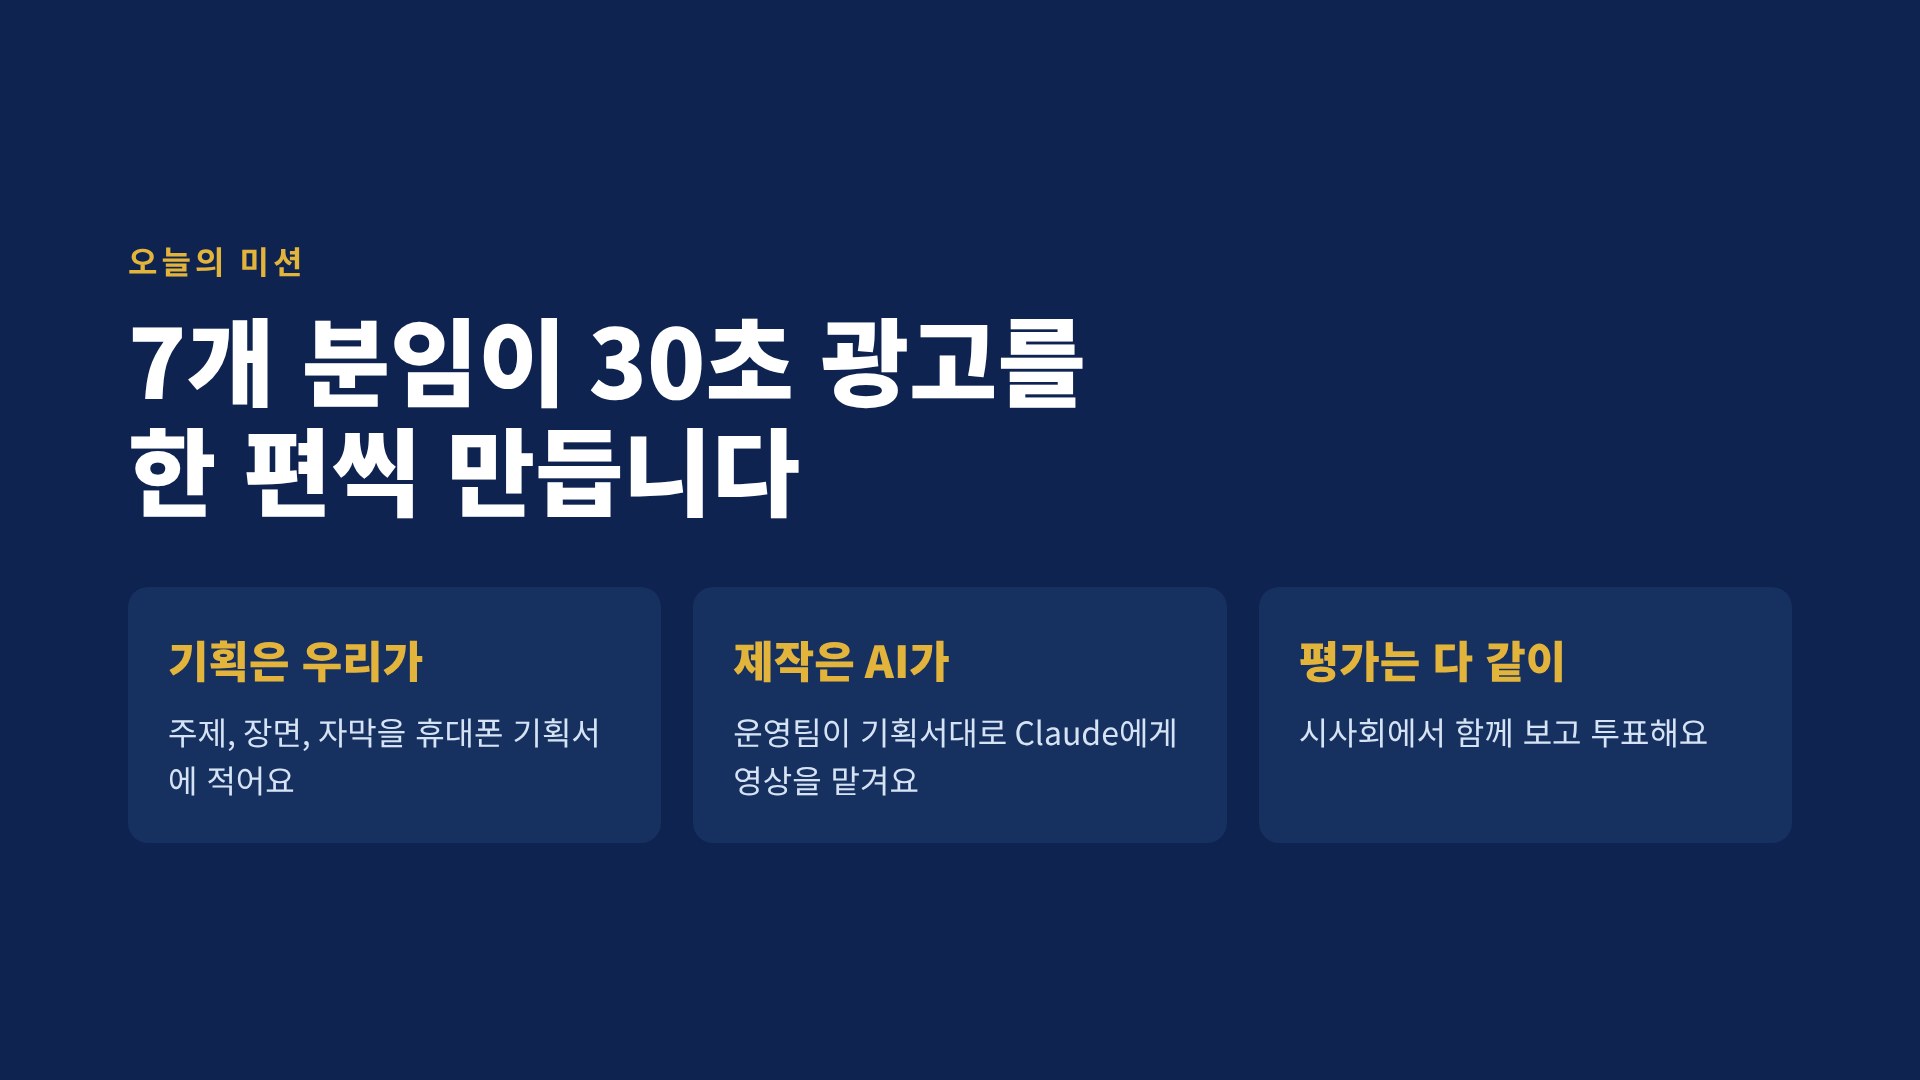 오늘의 미션
7개 분임이 30초 광고를
한 편씩 만듭니다
기획은 우리가
주제, 장면, 자막을 휴대폰 기획서
에 적어요
제작은 AI가
운영팀이 기획서대로 Claude에게
영상을 맡겨요
평가는 다 같이
시사회에서 함께 보고 투표해요